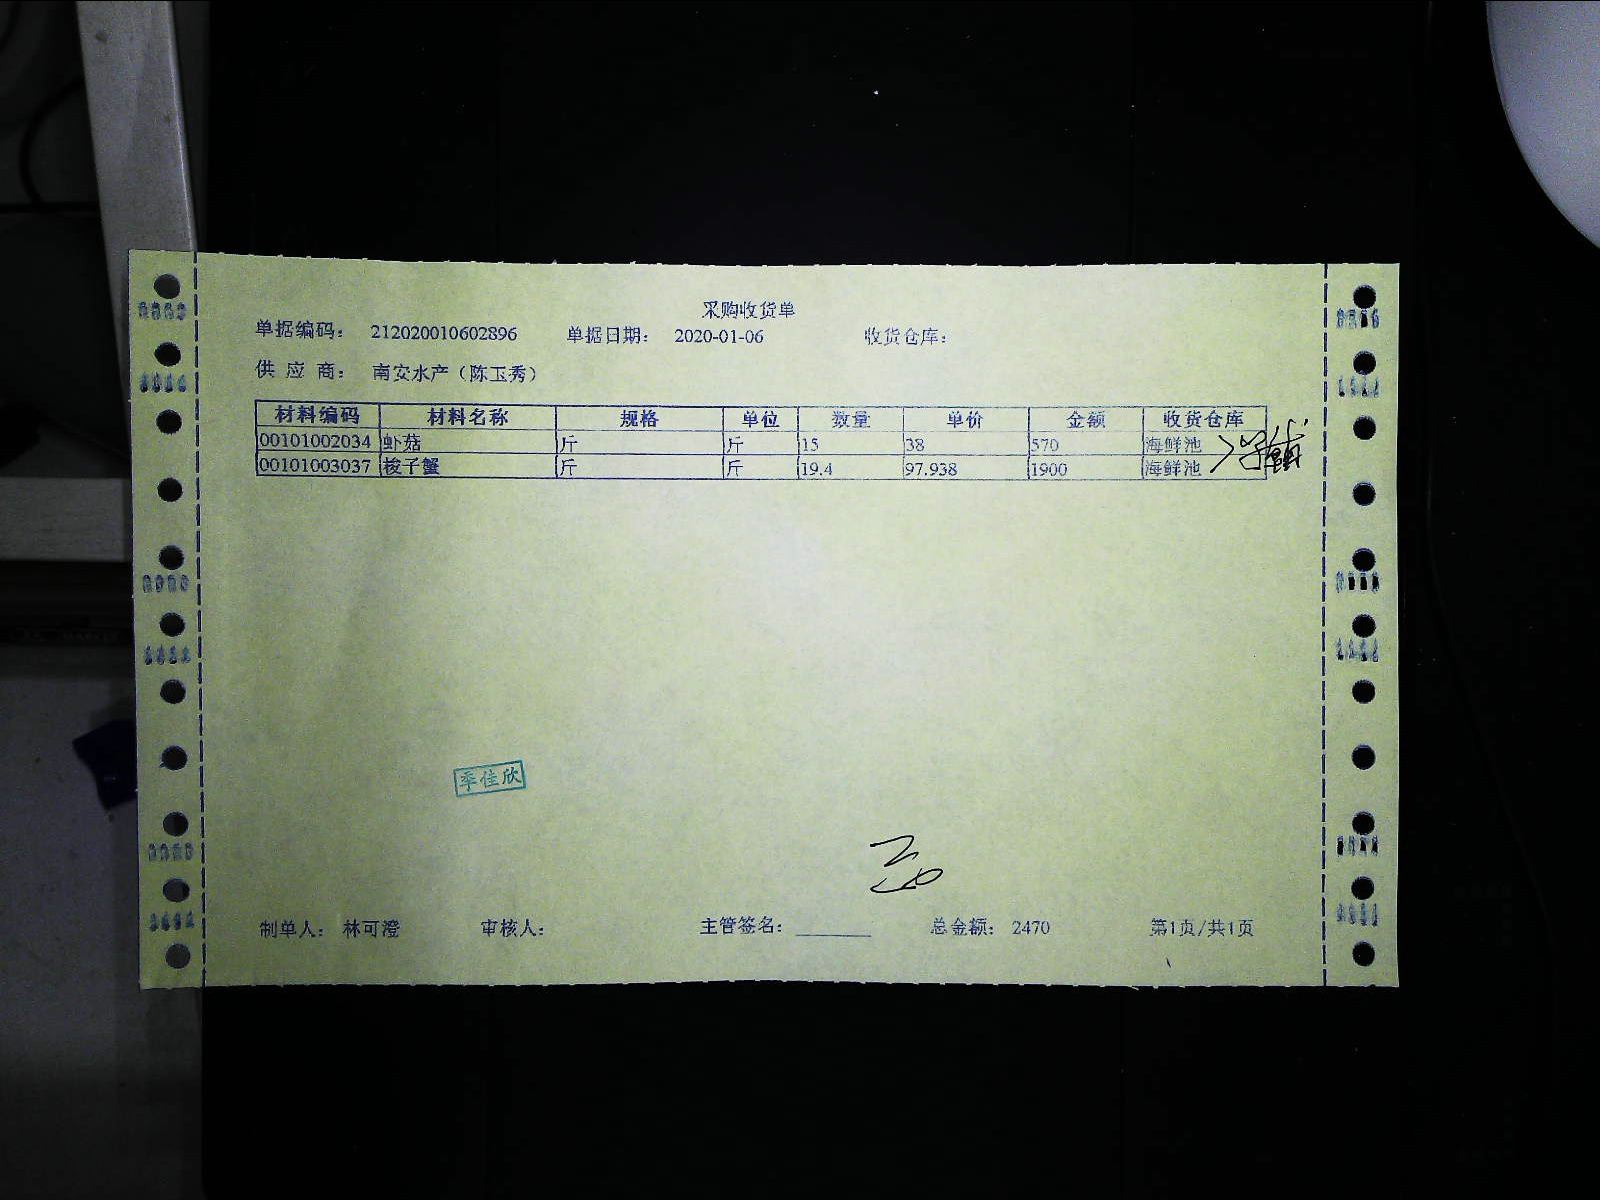 采购收货单
单据编码： 212020010602896 单据日期： 2020-01-06 收货仓库：
供 应 商： 南安水产（陈玉秀）
材料编码 材料名称 规格 单位 数量 单价 金额 收货仓库
00101002034 虾菇 斤 斤 15 38 570 海鲜池
00101003037 梭子蟹 斤 斤 19.4 97.938 1900 海鲜池
季佳欣
制单人： 林可澄 审核人： 主管签名： 总金额： 2470 第1页/共1页